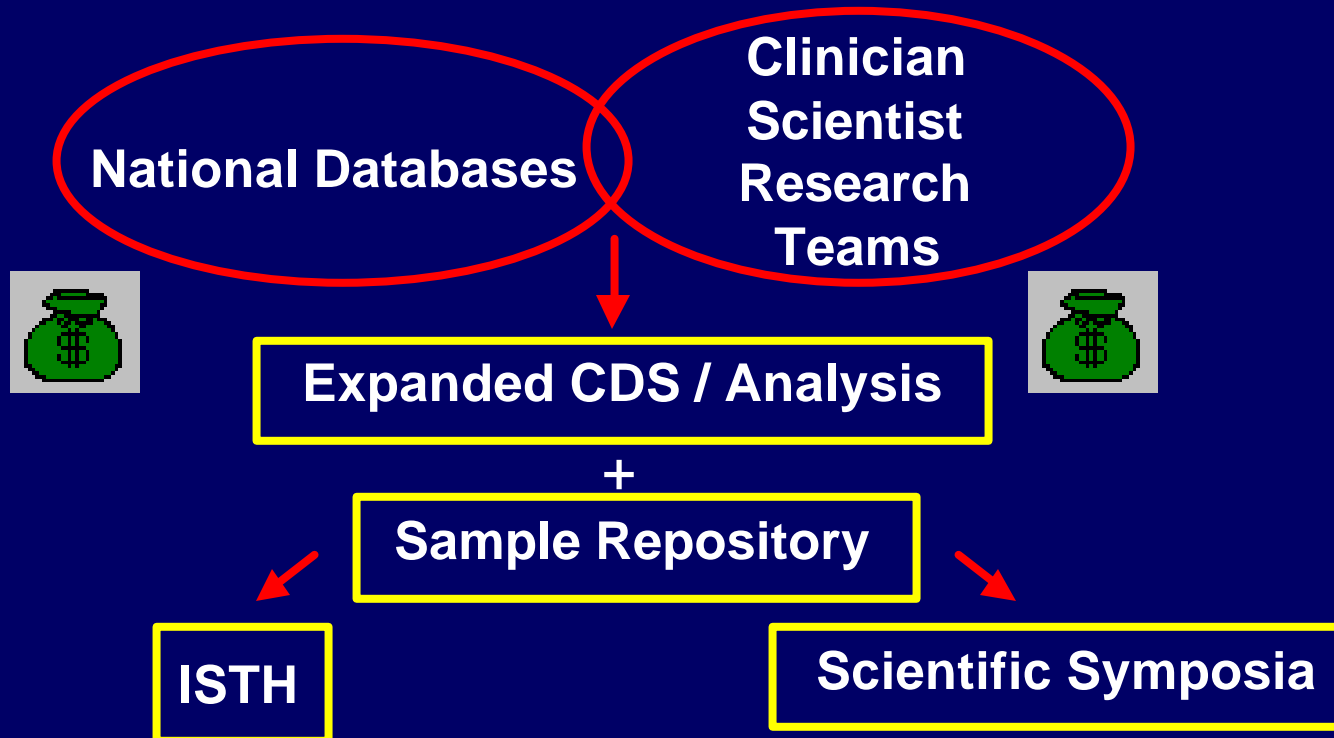 Clinician
Scientist
National Databases
Research
Teams
$
$
Expanded CDS / Analysis
+
Sample Repository
ISTH
Scientific Symposia